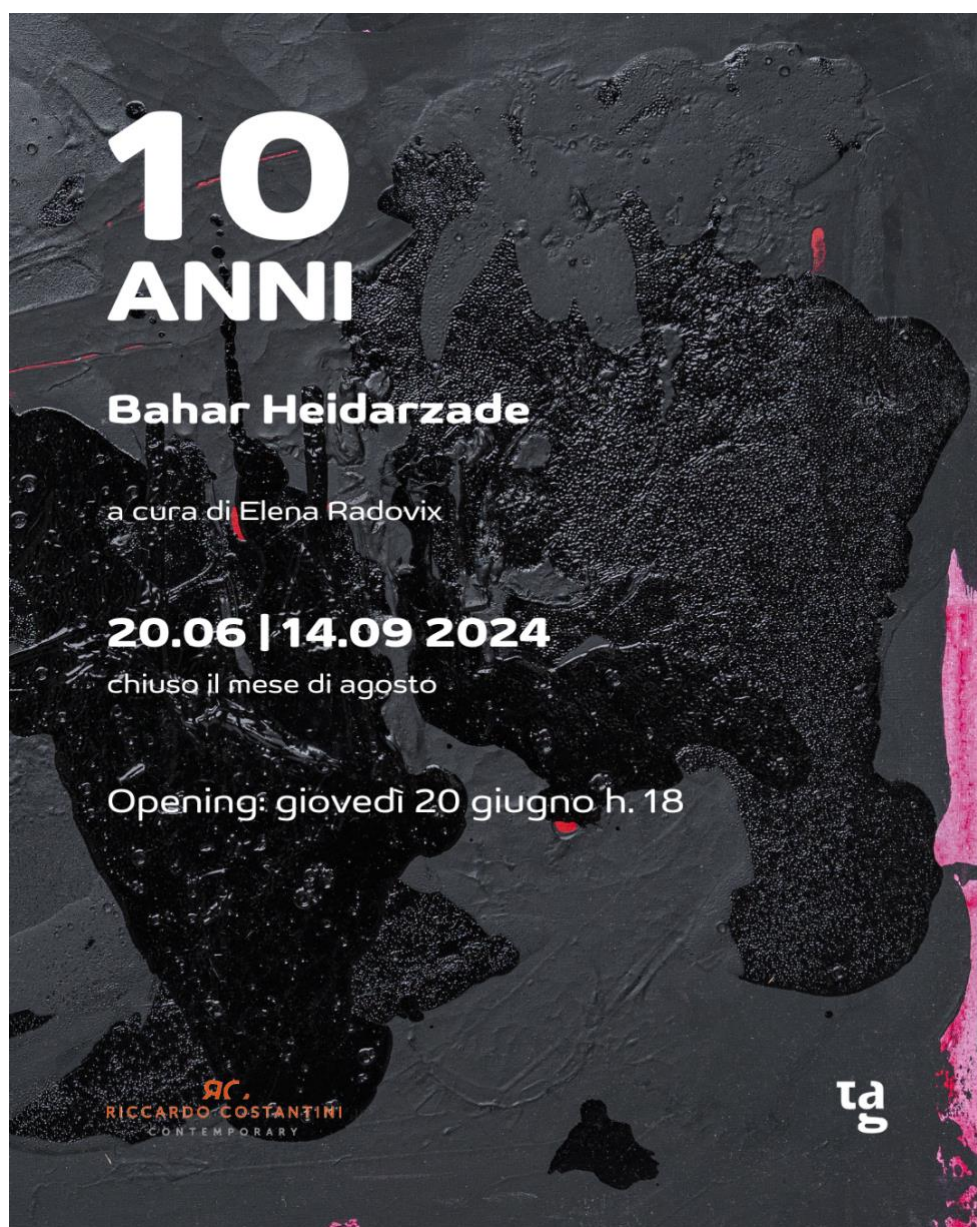 10
ANNI
Bahar Heidarzade
a cura di Elena Radovix
20.06 | 14.09 2024
chiuso il mese di agosto
Opening: giovedì 20 giugno h. 18
RC.
RICCARDO COSTANTINI
CONTEMPORARY
tag